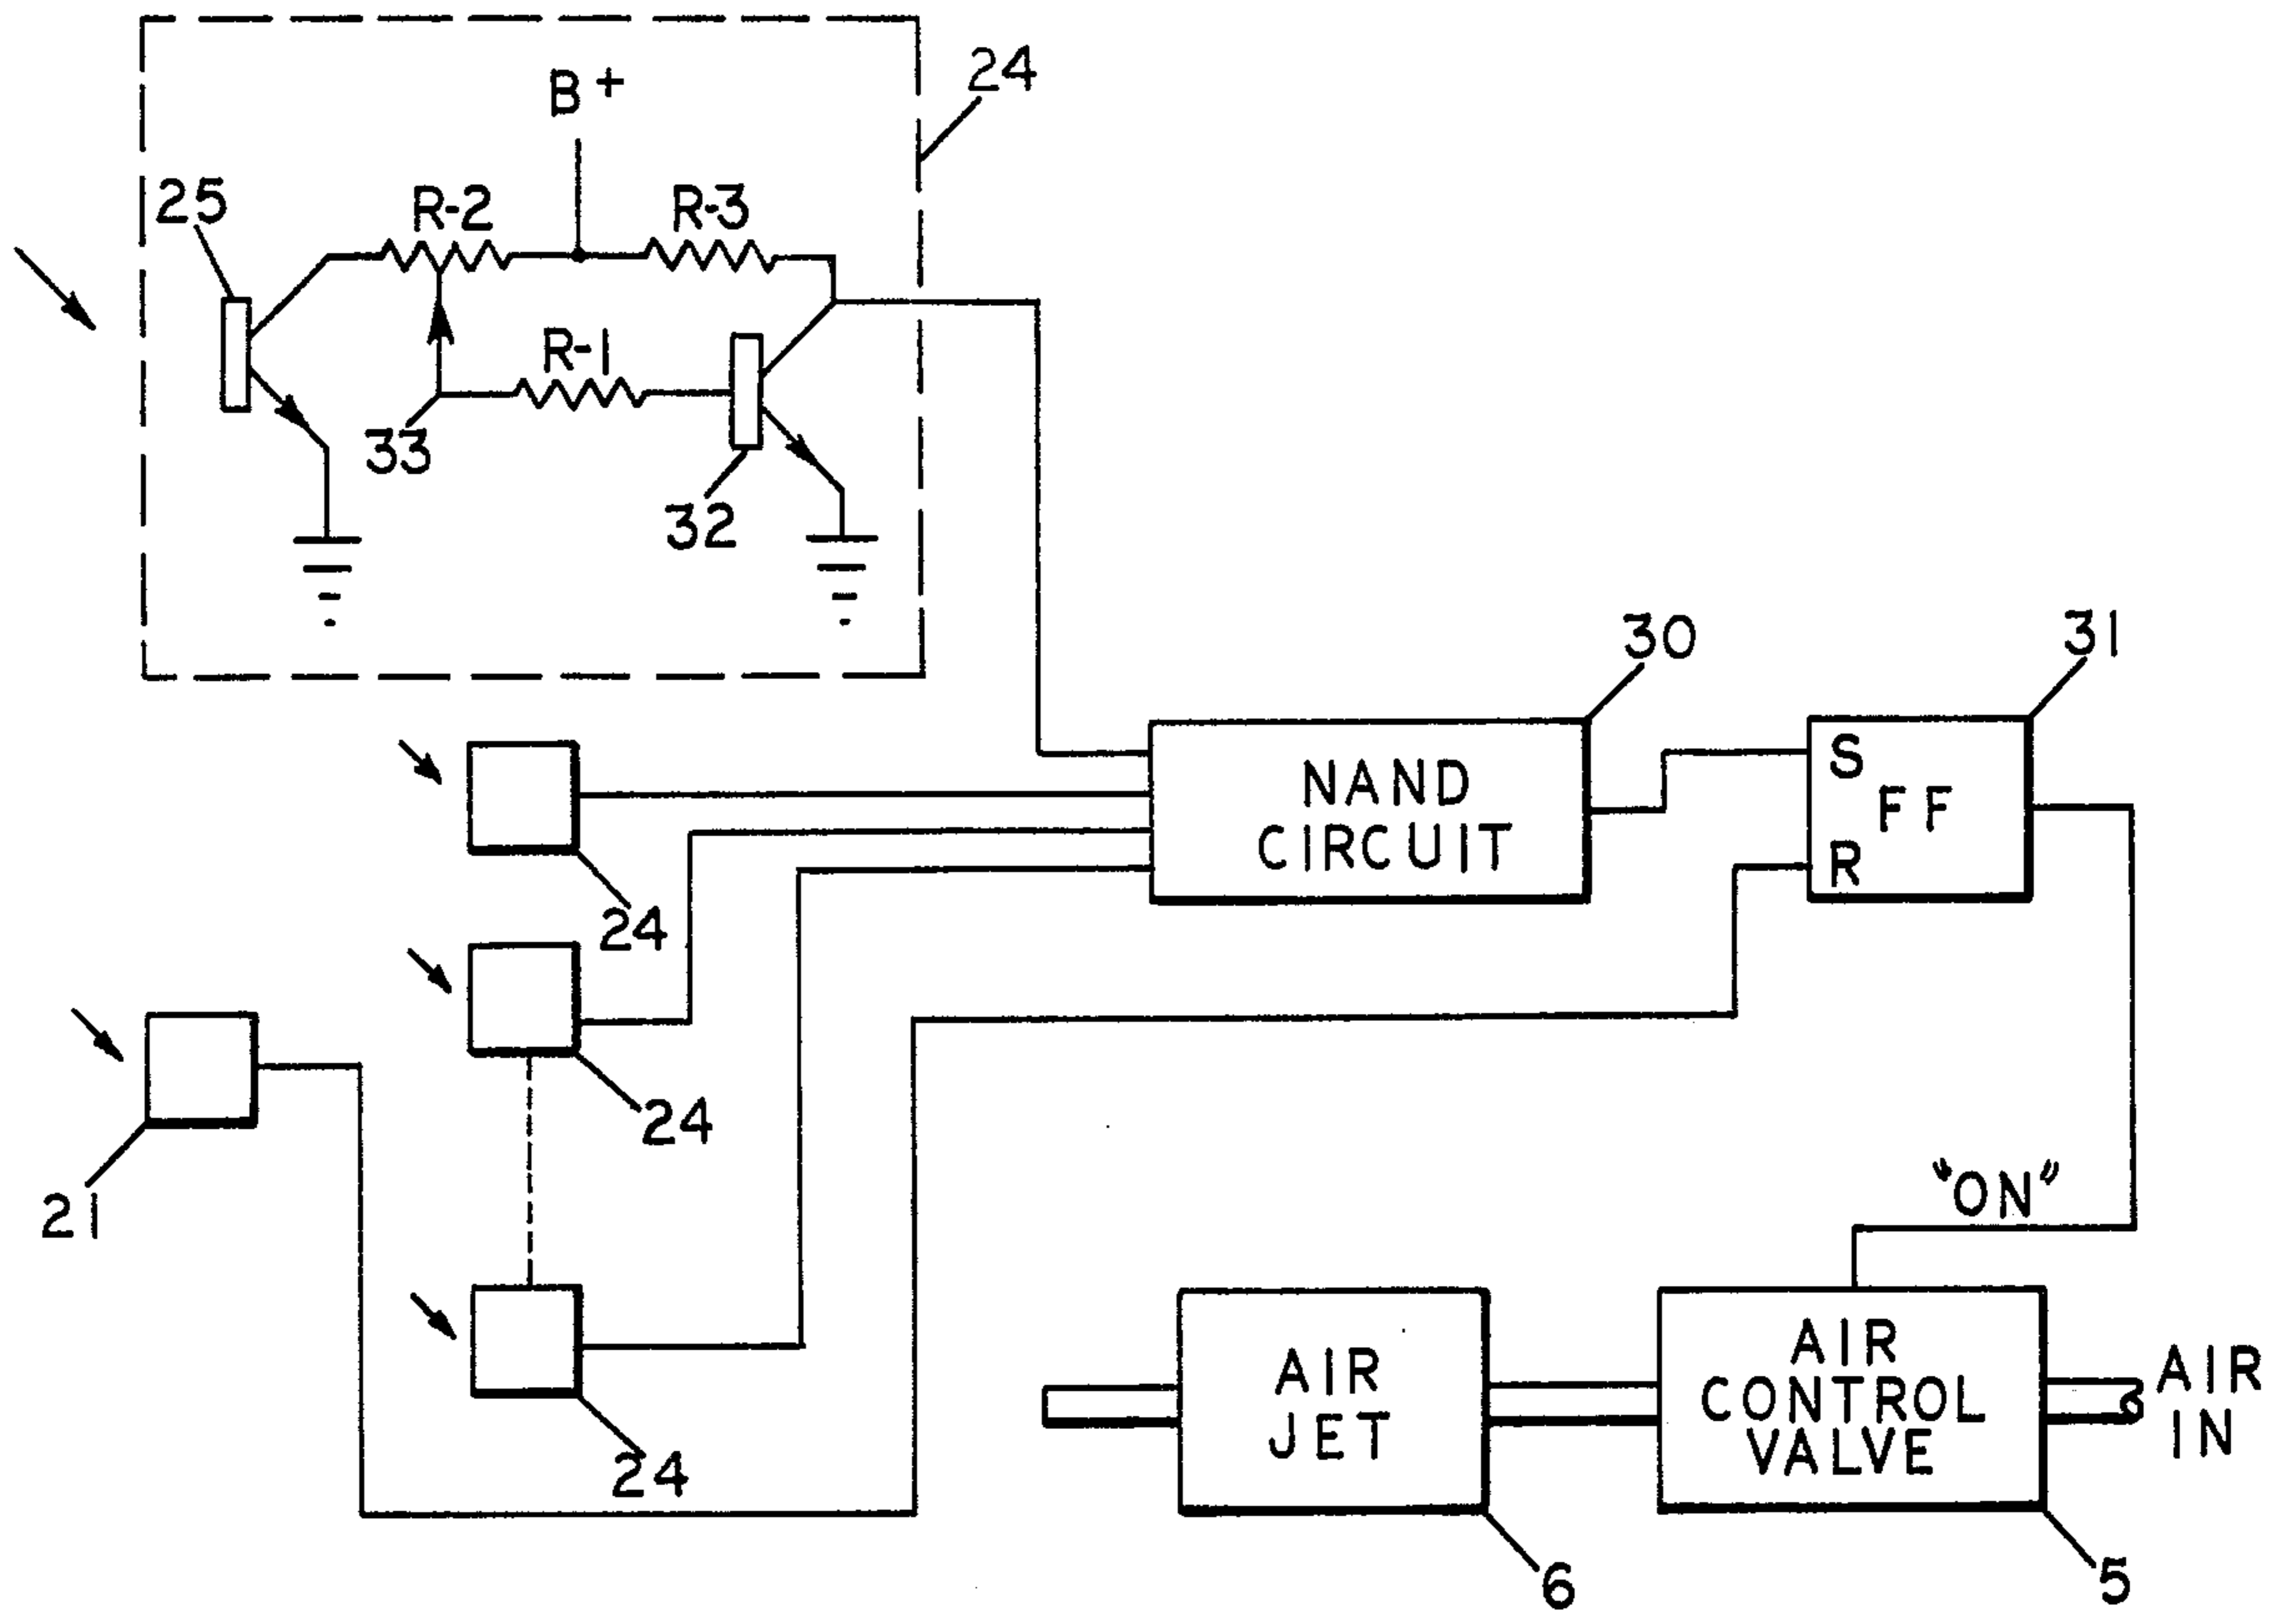 24
B+
25
R-2
R-3
R-1
33
32
30
31
NAND
CIRCUIT
S
FF
R
24
24
21
"ON"
24
AIR
JET
AIR
CONTROL
VALVE
AIR
IN
6
5